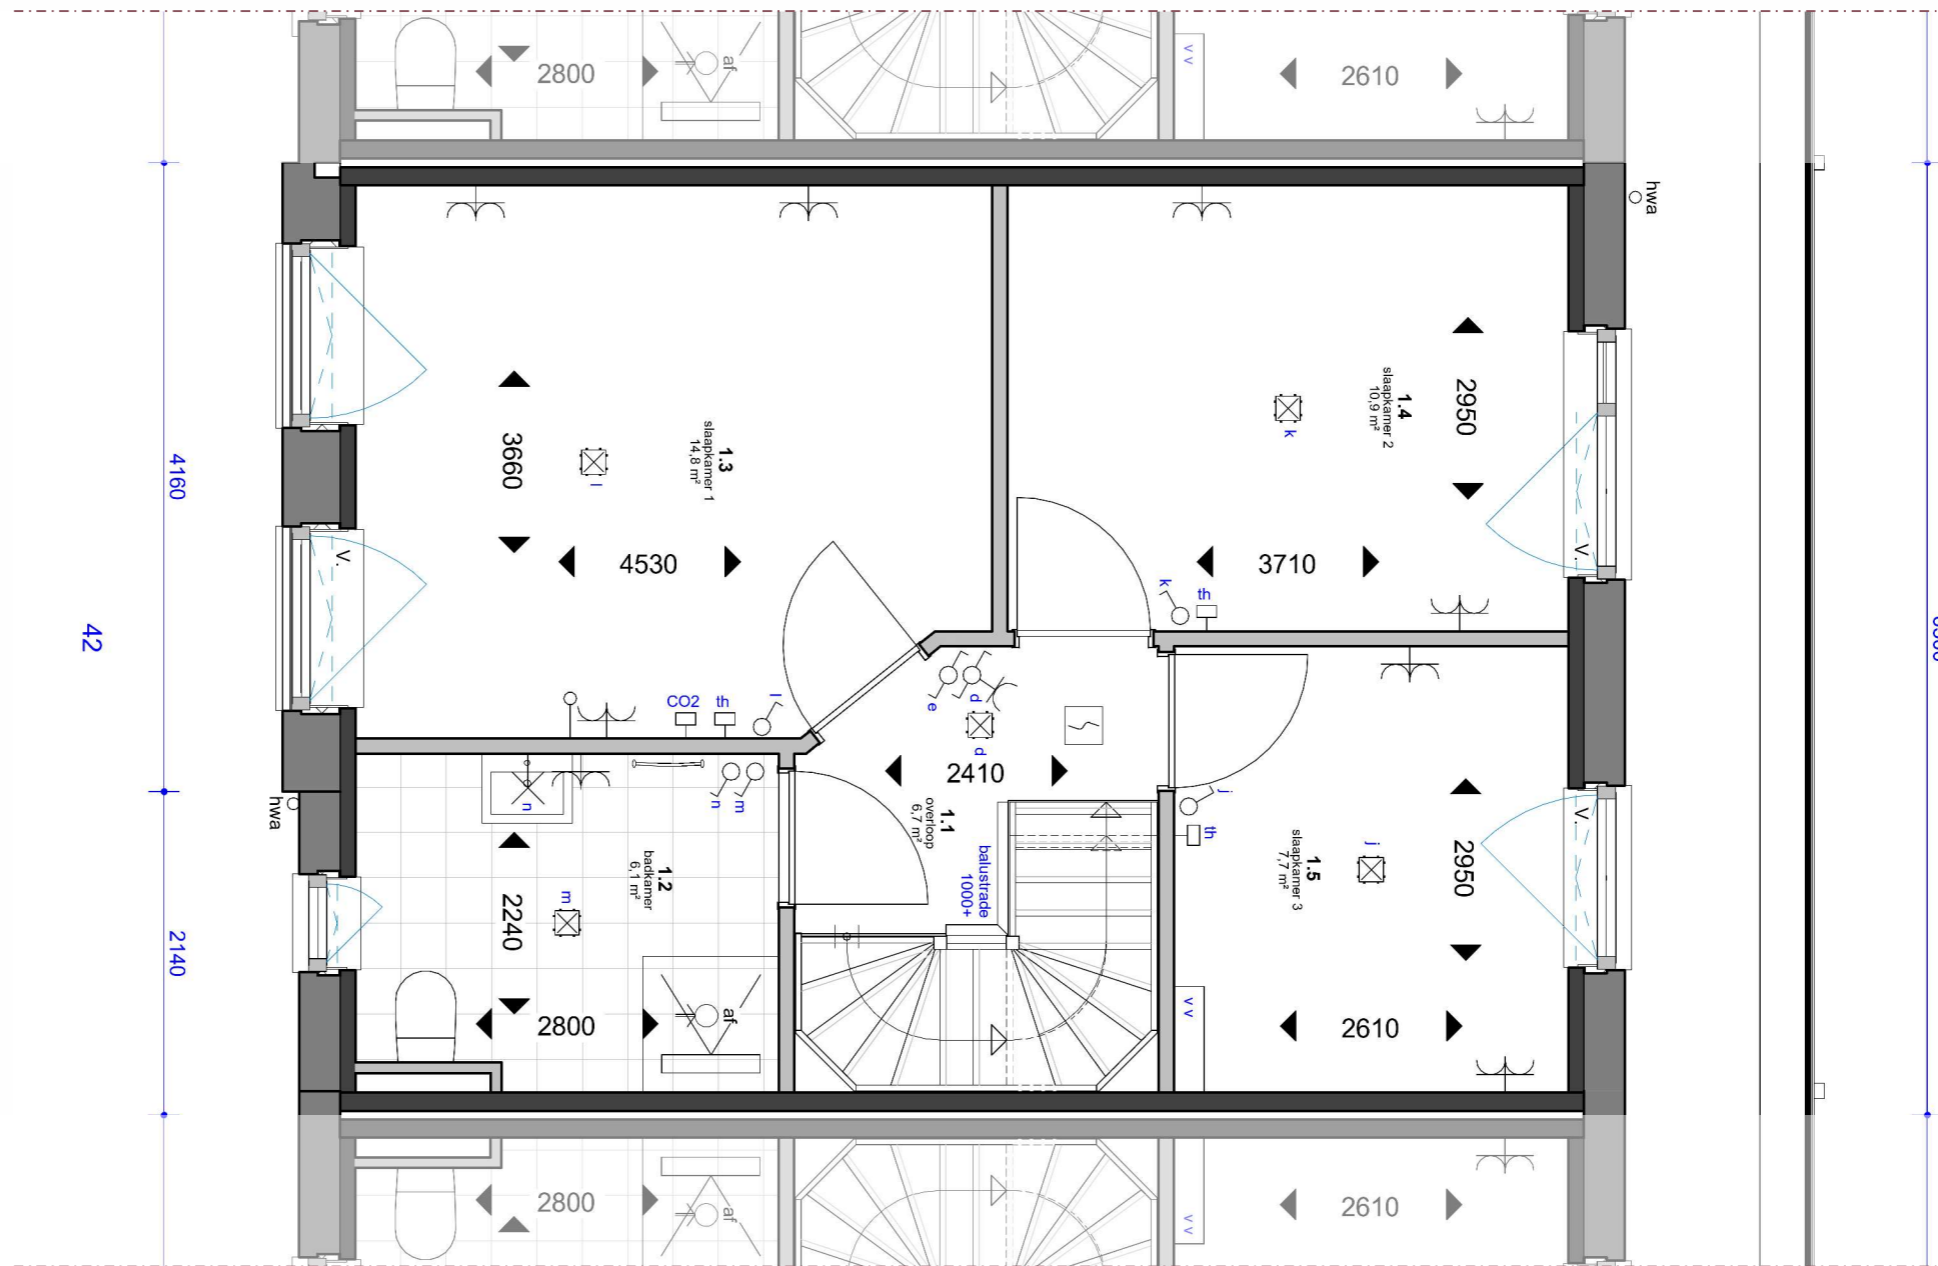 2800
af
v v
2610
hwa
4160
42
2140
3660
4530
1.3
slaapkamer 1
14,8 m²
l
V.
CO2
th
l
2950
3710
1.4
slaapkamer 2
10,9 m²
k
k
th
V.
e
d
d
2410
1.1
overloop
6,7 m²
balustrade
1000+
hwa
n
n
m
m
1.2
badkamer
6,1 m²
2240
2800
af
j
th
j
1.5
slaapkamer 3
7,7 m²
2950
V.
v v
2610
2800
af
v v
2610